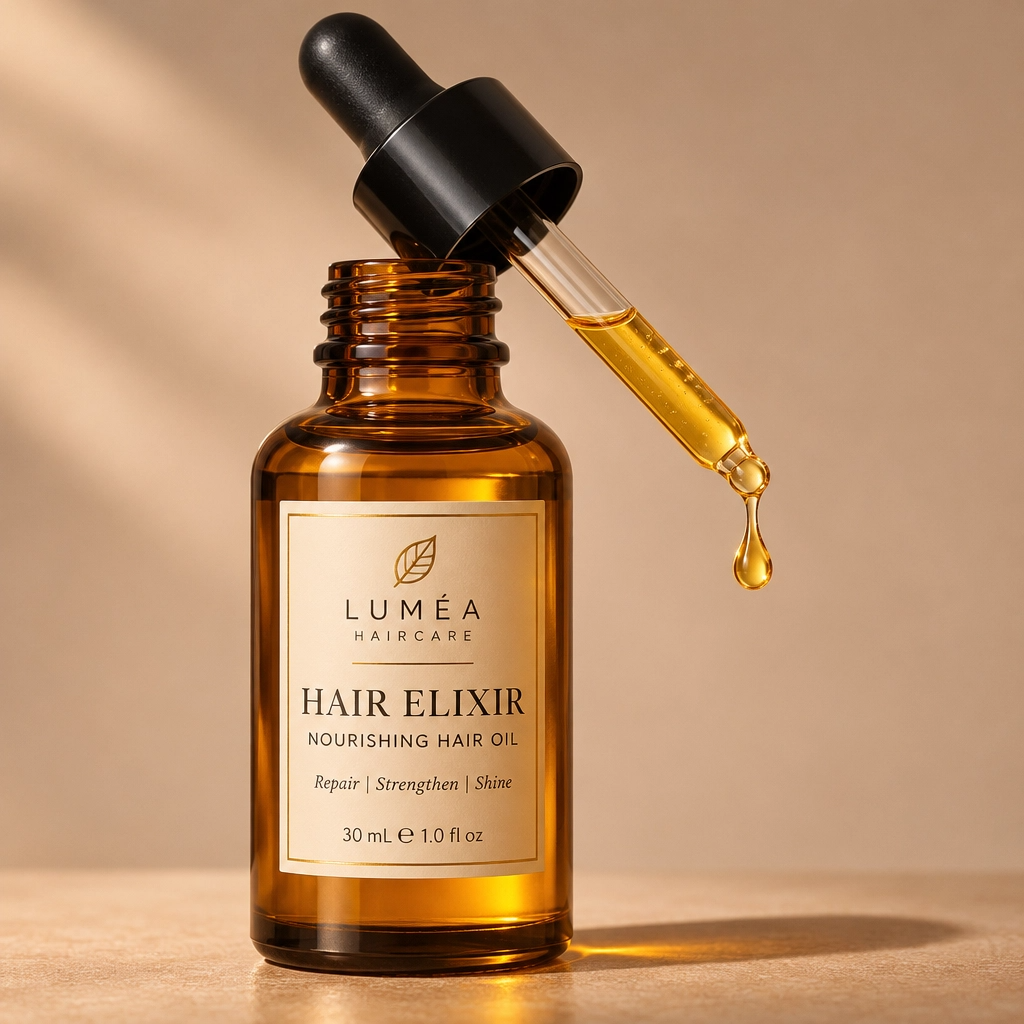 LUMÉA
HAIRCARE
HAIR ELIXIR
NOURISHING HAIR OIL
Repair | Strengthen | Shine
30 mL ℮ 1.0 fl oz